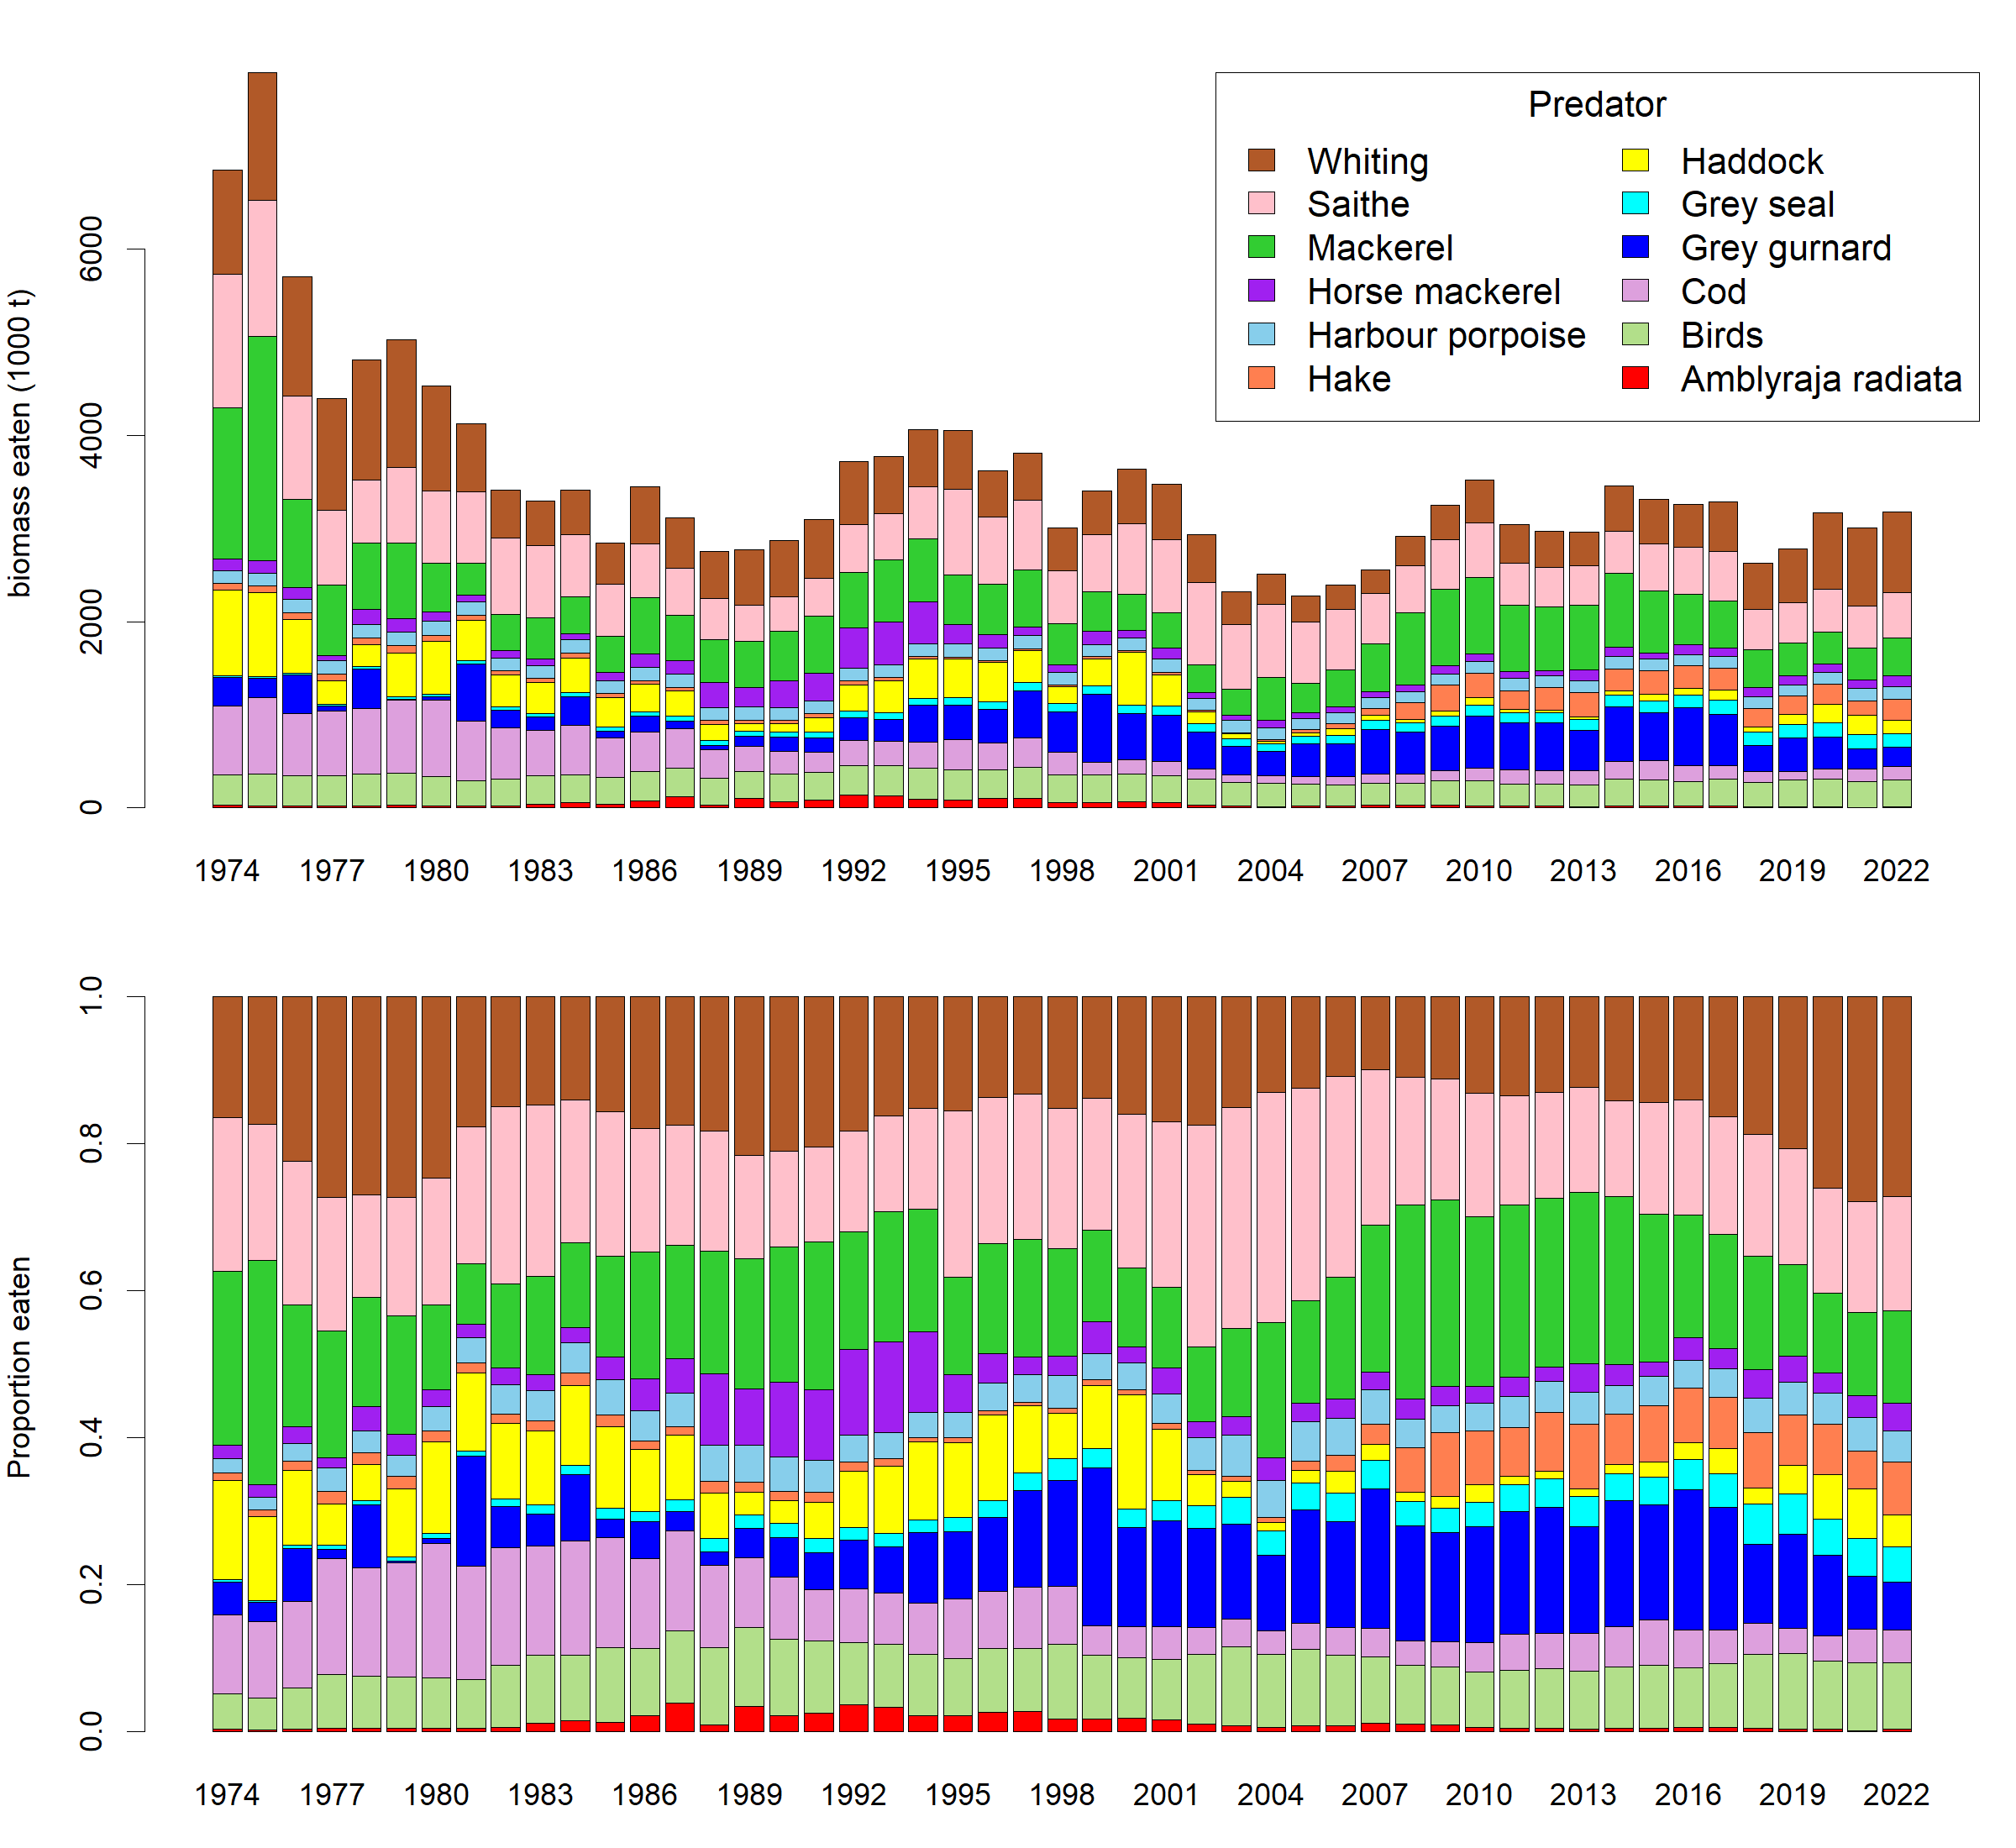 Predator
Whiting
Saithe
Mackerel
Horse mackerel
Harbour porpoise
Hake
Haddock
Grey seal
Grey gurnard
Cod
Birds
Amblyraja radiata
biomass eaten (1000 t)
6000
4000
2000
0
1974 1977 1980 1983 1986 1989 1992 1995 1998 2001 2004 2007 2010 2013 2016 2019 2022
Proportion eaten
1.0
0.8
0.6
0.4
0.2
0.0
1974 1977 1980 1983 1986 1989 1992 1995 1998 2001 2004 2007 2010 2013 2016 2019 2022